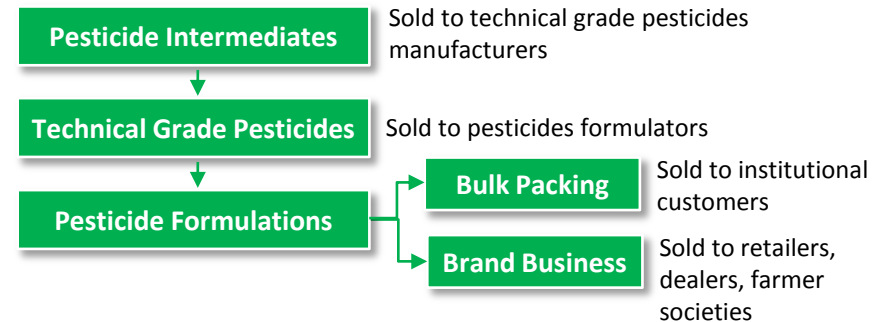 Pesticide Intermediates
Sold to technical grade pesticides
manufacturers
Technical Grade Pesticides
Sold to pesticides formulators
Pesticide Formulations
Bulk Packing
Sold to institutional
customers
Brand Business
Sold to retailers,
dealers, farmer
societies